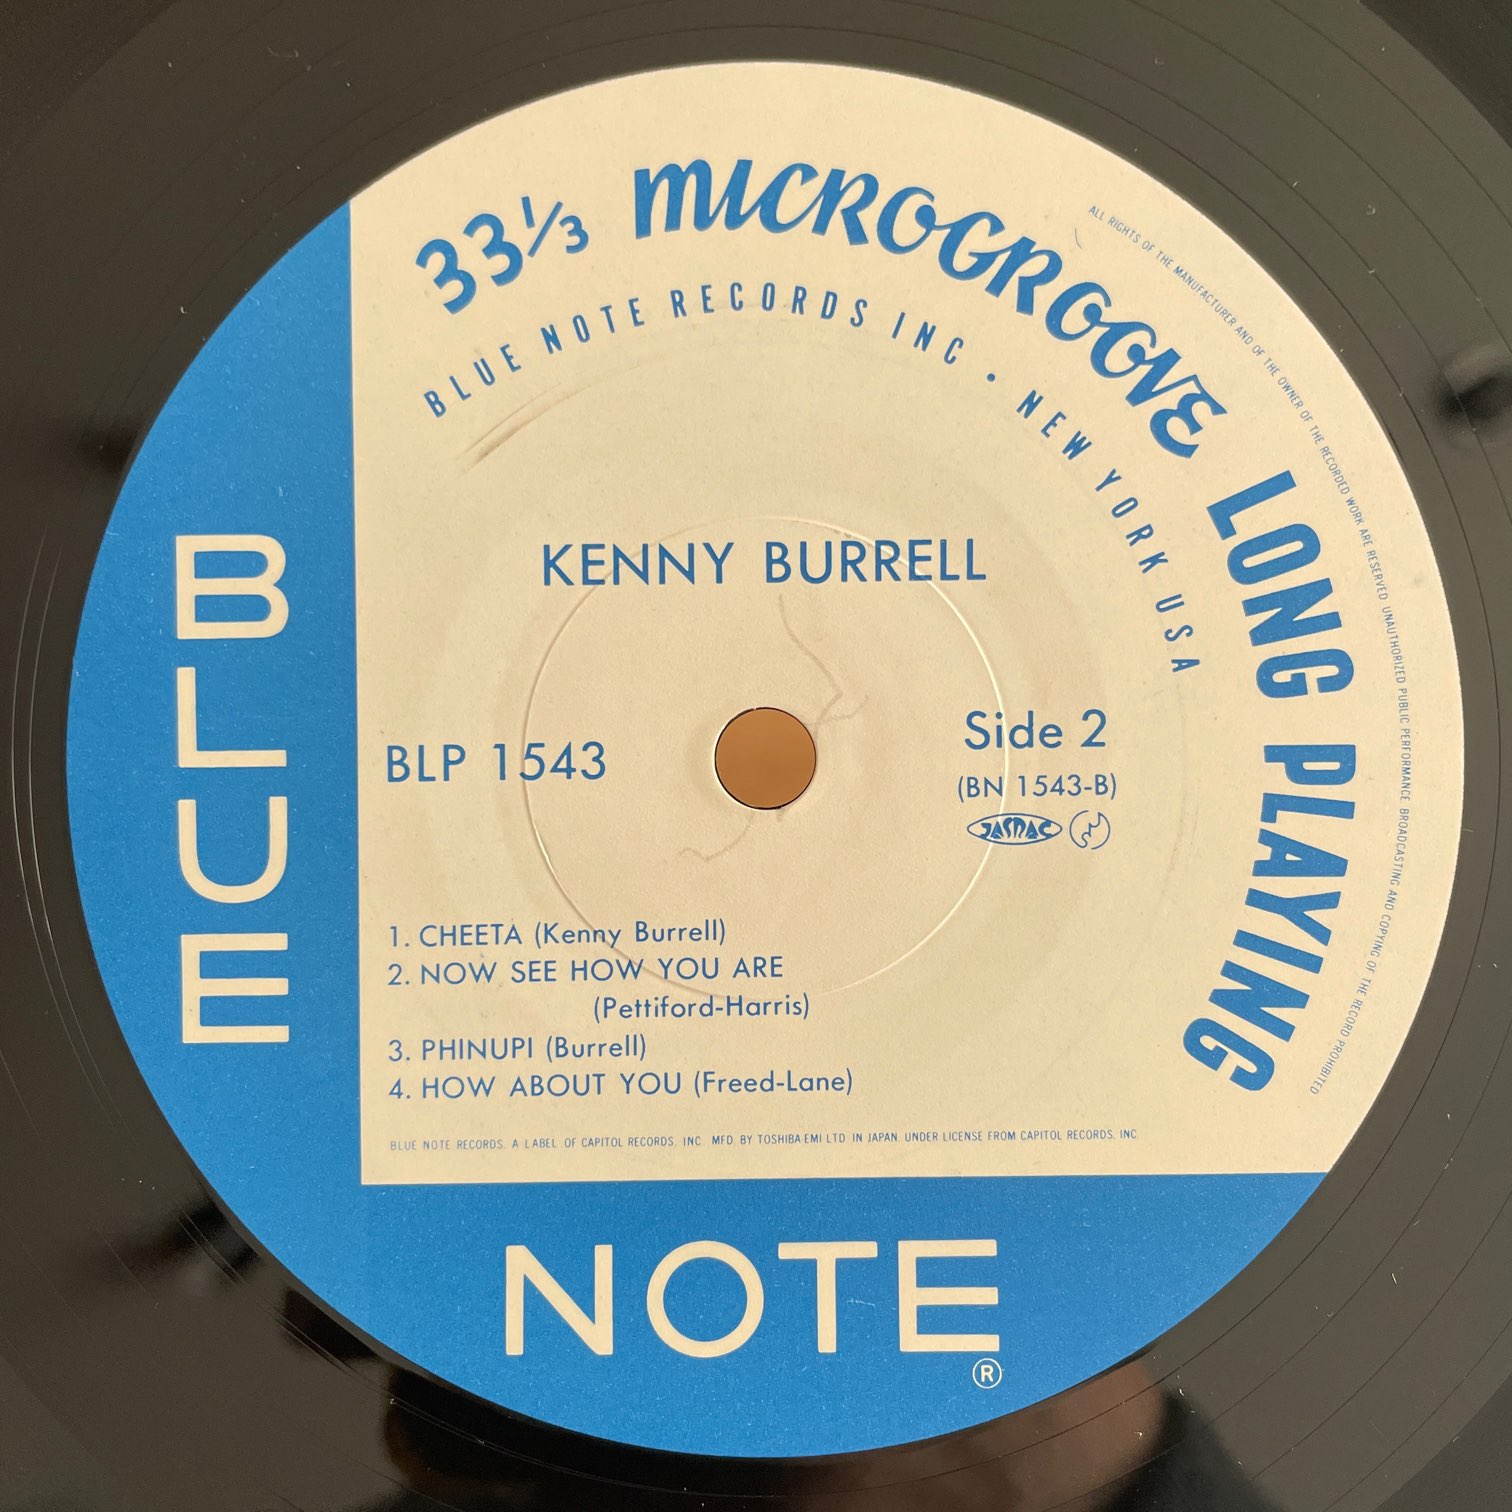 33⅓ MICROGROOVE LONG PLAYING
BLUE NOTE RECORDS INC • NEW YORK USA
ALL RIGHTS OF THE MANUFACTURER AND OF THE OWNER OF THE RECORDED WORK ARE RESERVED UNAUTHORIZED PUBLIC PERFORMANCE BROADCASTING AND COPYING OF THE RECORD PROHIBITED
KENNY BURRELL
BLP 1543
Side 2
(BN 1543-B)
JASRAC
1. CHEETA (Kenny Burrell)
2. NOW SEE HOW YOU ARE
(Pettiford-Harris)
3. PHINUPI (Burrell)
4. HOW ABOUT YOU (Freed-Lane)
BLUE NOTE RECORDS. A LABEL OF CAPITOL RECORDS, INC. MFD. BY TOSHIBA-EMI LTD. IN JAPAN. UNDER LICENSE FROM CAPITOL RECORDS, INC.
BLUE
NOTE
®